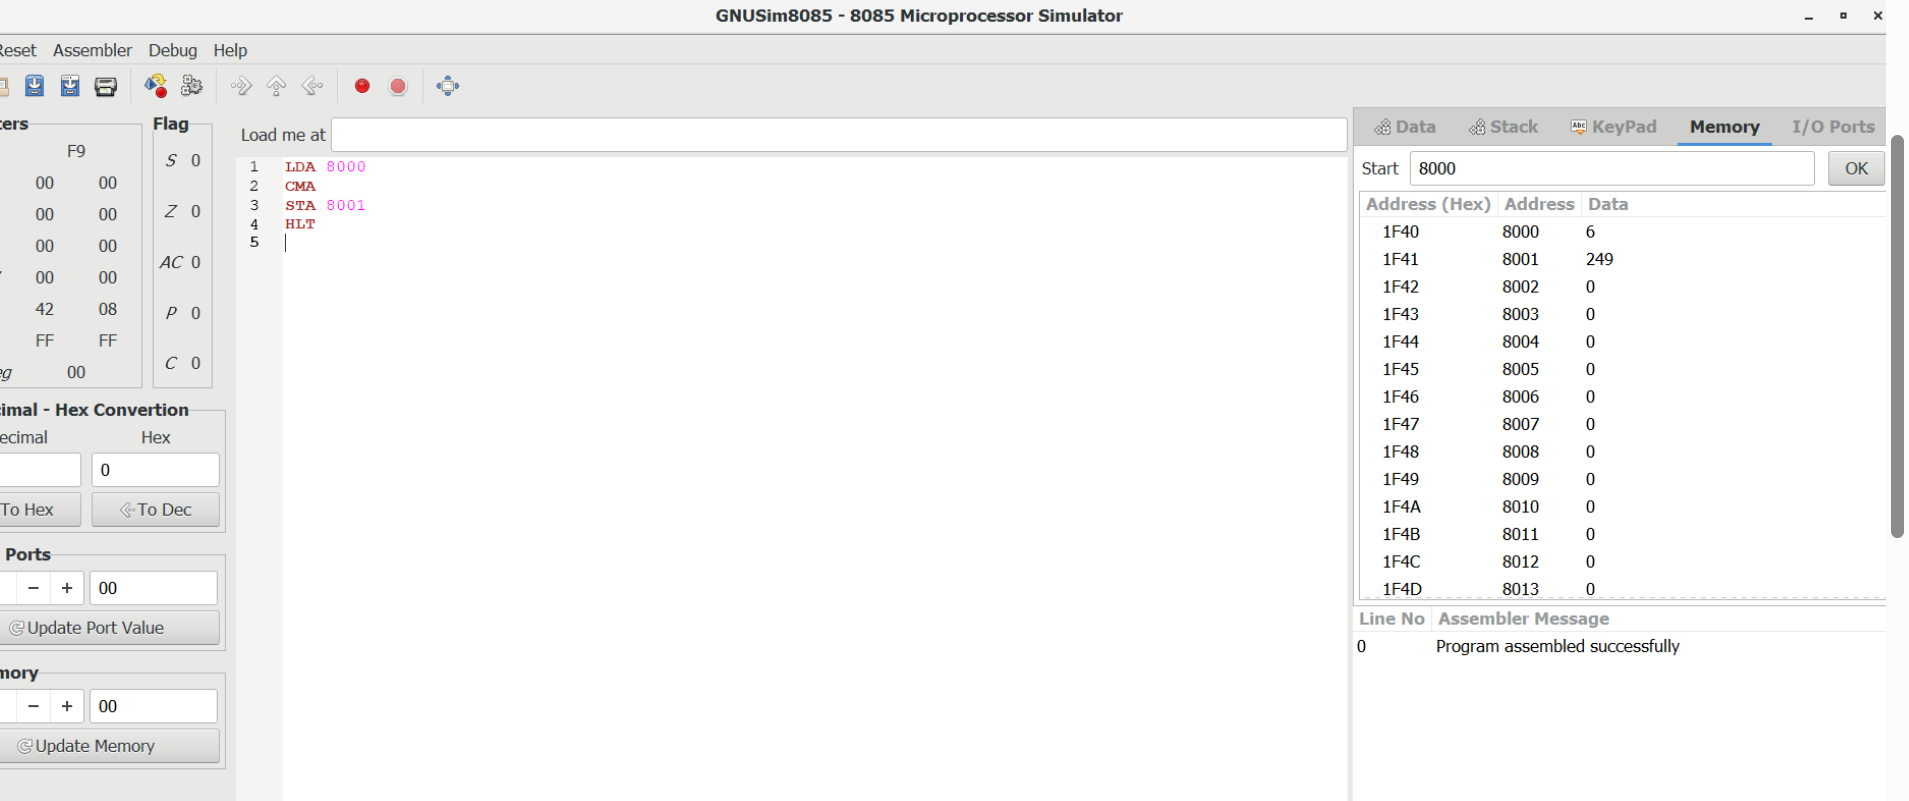 GNUSim8085 - 8085 Microprocessor Simulator
Reset Assembler Debug Help
ters
F9
00 00
00 00
00 00
00 00
42 08
FF FF
eg 00
Flag
S 0
Z 0
AC 0
P 0
C 0
cimal - Hex Convertion
ecimal Hex
0
To Hex To Dec
Ports
− + 00
Update Port Value
mory
− + 00
Update Memory
Load me at
1 LDA 8000
2 CMA
3 STA 8001
4 HLT
5
Data Stack KeyPad Memory I/O Ports
Start 8000 OK
Address (Hex) Address Data
1F40 8000 6
1F41 8001 249
1F42 8002 0
1F43 8003 0
1F44 8004 0
1F45 8005 0
1F46 8006 0
1F47 8007 0
1F48 8008 0
1F49 8009 0
1F4A 8010 0
1F4B 8011 0
1F4C 8012 0
1F4D 8013 0
Line No Assembler Message
0 Program assembled successfully